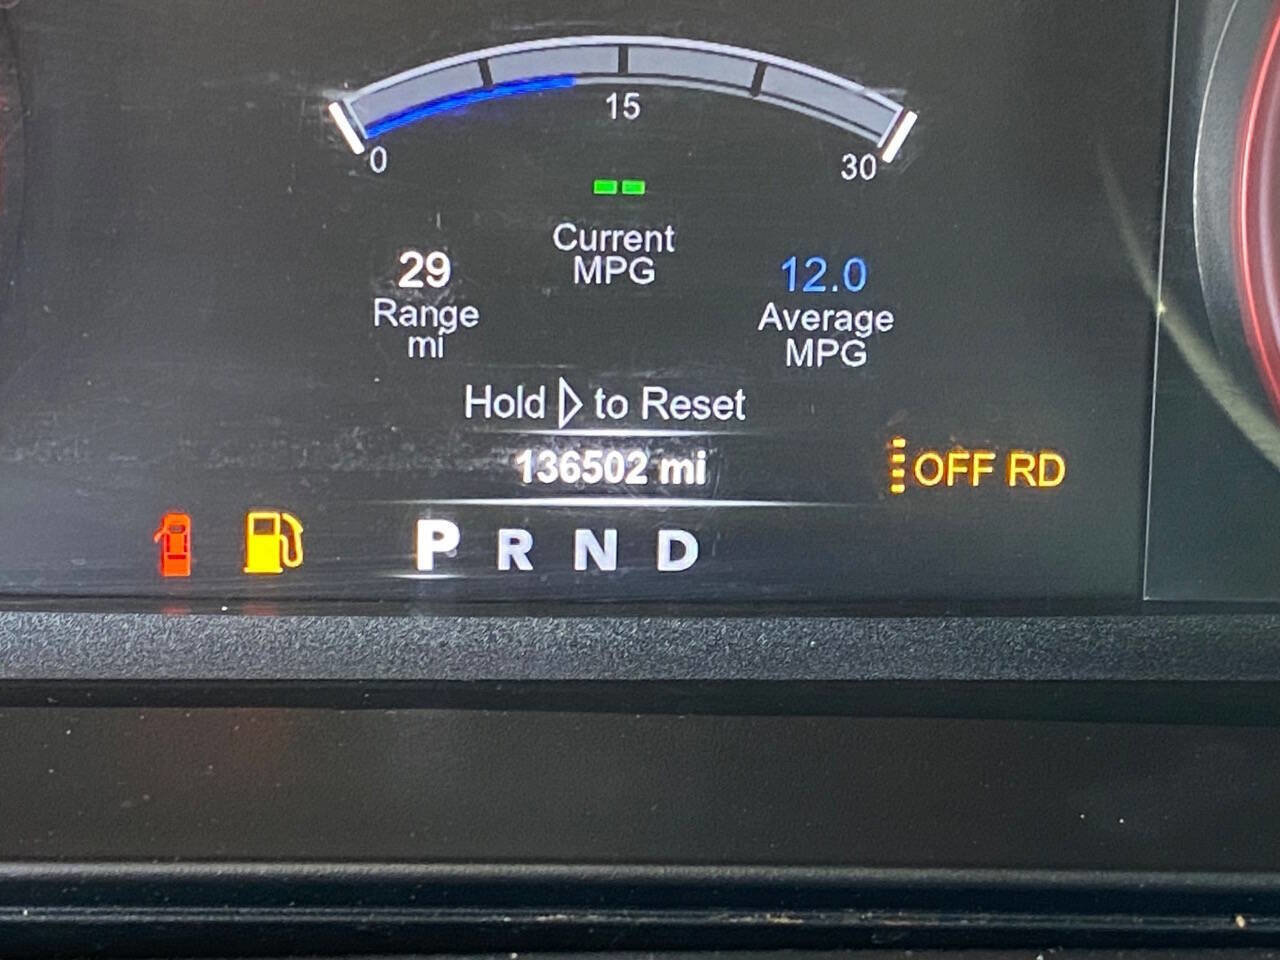 0 15 30
-- 
Current
MPG
29
Range
mi
12.0
Average
MPG
Hold ▷ to Reset
136502 mi
OFF RD
P R N D